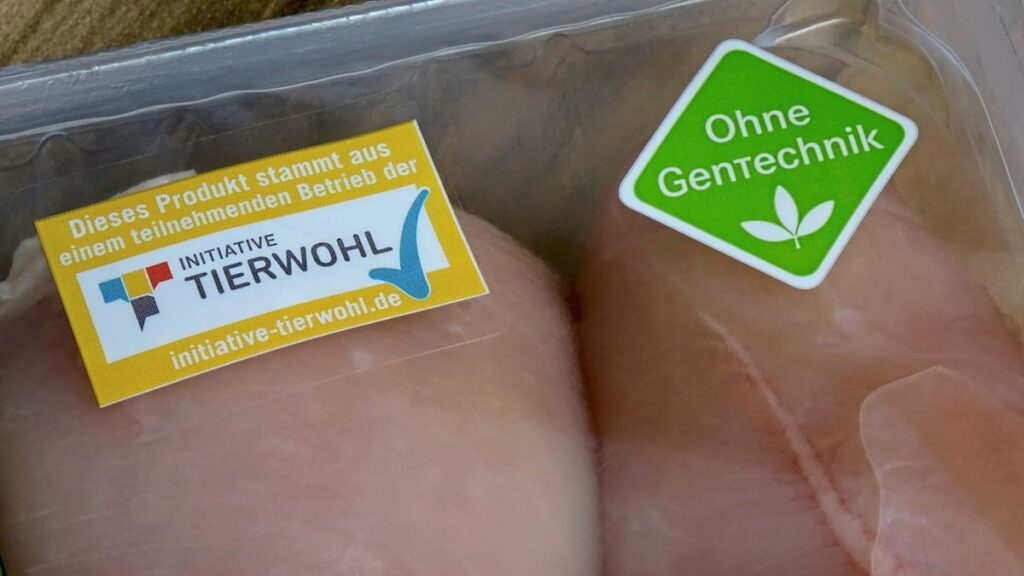 Dieses Produkt stammt aus
einem teilnehmenden Betrieb der
INITIATIVE
TIERWOHL
initiative-tierwohl.de
Ohne
GenTechnik